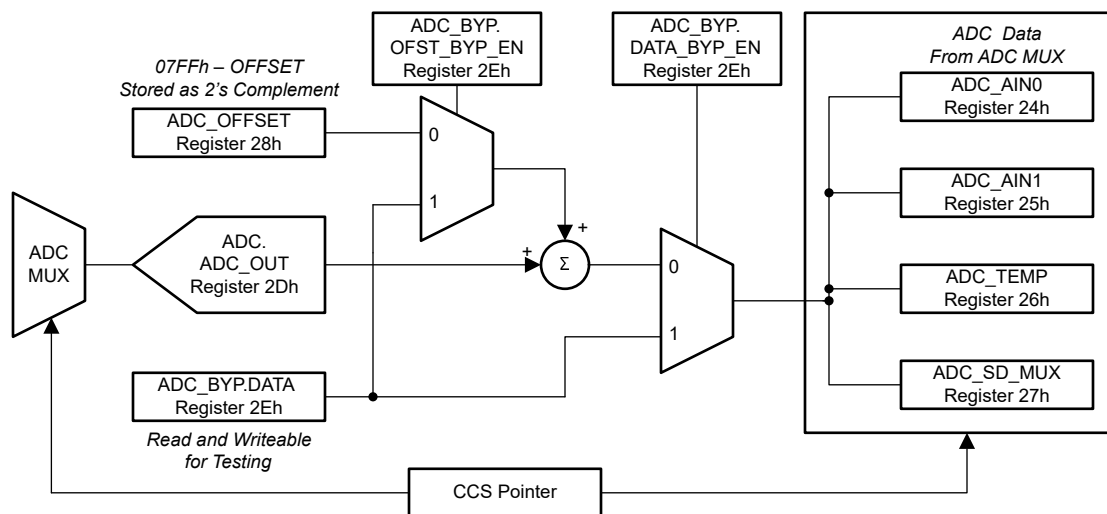 ADC_BYP.
OFST_BYP_EN
Register 2Eh
ADC_BYP.
DATA_BYP_EN
Register 2Eh
ADC Data
From ADC MUX
07FFh – OFFSET
Stored as 2's Complement
ADC_OFFSET
Register 28h
0
1
ADC_AIN0
Register 24h
ADC_AIN1
Register 25h
ADC
MUX
ADC.
ADC_OUT
Register 2Dh
+
+
Σ
0
1
ADC_TEMP
Register 26h
ADC_BYP.DATA
Register 2Eh
Read and Writeable
for Testing
ADC_SD_MUX
Register 27h
CCS Pointer